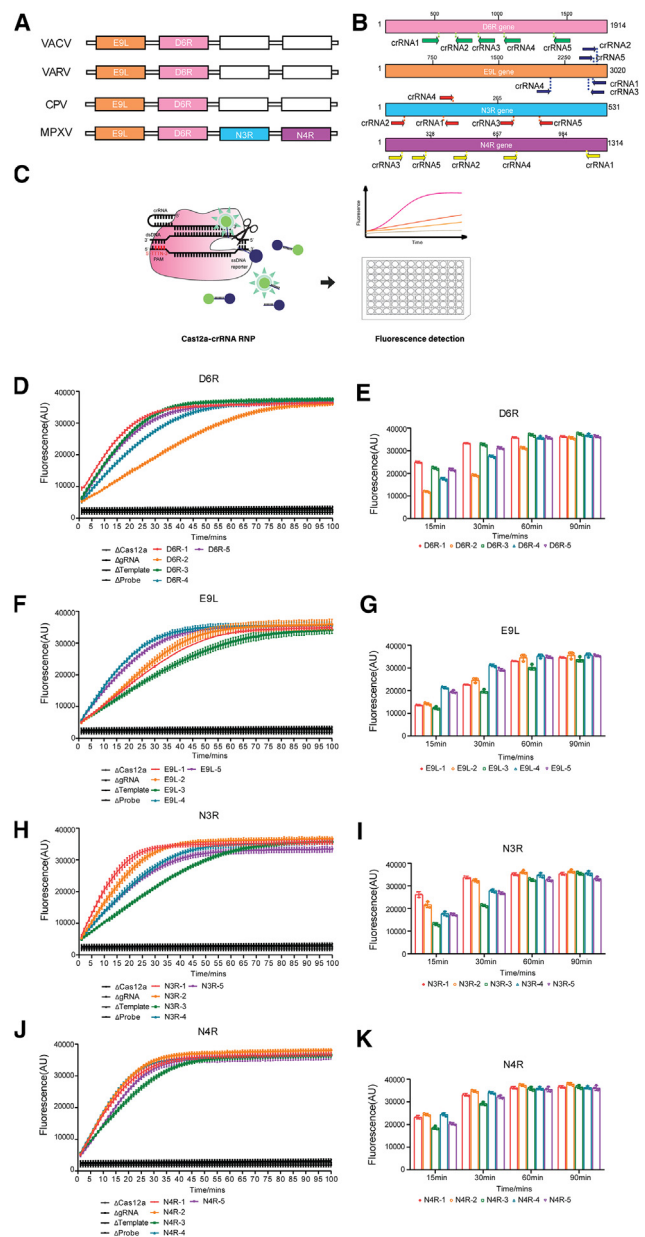 A
VACV E9L D6R
VARV E9L D6R
CPV E9L D6R
MPXV E9L D6R N3R N4R
B
500 1000 1500
1 D6R gene 1914
crRNA1 crRNA2 crRNA3 crRNA4 crRNA5
crRNA2
crRNA5
750 1500 2250
1 E9L gene 3020
crRNA4 crRNA1
crRNA3
crRNA4 265
1 N3R gene 531
crRNA2 crRNA1 crRNA3 crRNA5
328 657 984
1 N4R gene 1314
crRNA3 crRNA5 crRNA2 crRNA4 crRNA1
C
crRNA
dsDNA
3' 5'
5' 3'
PAM
ssDNA
reporter
Cas12a-crRNA RNP
Fluorescence
Time
Fluorescence detection
D
D6R
Fluorescence(AU)
40000
30000
20000
10000
0
1 5 10 15 20 25 30 35 40 45 50 55 60 65 70 75 80 85 90 95 100
Time/mins
ΔCas12a D6R-1 D6R-5
ΔgRNA D6R-2
ΔTemplate D6R-3
ΔProbe D6R-4
E
D6R
Fluorescence(AU)
40000
30000
20000
10000
0
15min 30min 60min 90min
D6R-1 D6R-2 D6R-3 D6R-4 D6R-5
F
E9L
Fluorescence(AU)
40000
30000
20000
10000
0
1 5 10 15 20 25 30 35 40 45 50 55 60 65 70 75 80 85 90 95 100
Time/mins
ΔCas12a E9L-1 E9L-5
ΔgRNA E9L-2
ΔTemplate E9L-3
ΔProbe E9L-4
G
E9L
Fluorescence(AU)
40000
30000
20000
10000
0
15min 30min 60min 90min
Time/mins
E9L-1 E9L-2 E9L-3 E9L-4 E9L-5
H
N3R
Fluorescence(AU)
40000
30000
20000
10000
0
1 5 10 15 20 25 30 35 40 45 50 55 60 65 70 75 80 85 90 95 100
Time/mins
ΔCas12a N3R-1 N3R-5
ΔgRNA N3R-2
ΔTemplate N3R-3
ΔProbe N3R-4
I
N3R
Fluorescence(AU)
40000
30000
20000
10000
0
15min 30min 60min 90min
Time/mins
N3R-1 N3R-2 N3R-3 N3R-4 N3R-5
J
N4R
Fluorescence(AU)
40000
30000
20000
10000
0
1 5 10 15 20 25 30 35 40 45 50 55 60 65 70 75 80 85 90 95 100
Time/mins
ΔCas12a N4R-1 N4R-5
ΔgRNA N4R-2
ΔTemplate N4R-3
ΔProbe N4R-4
K
N4R
Fluorescence(AU)
40000
30000
20000
10000
0
15min 30min 60min 90min
Time/mins
N4R-1 N4R-2 N4R-3 N4R-4 N4R-5